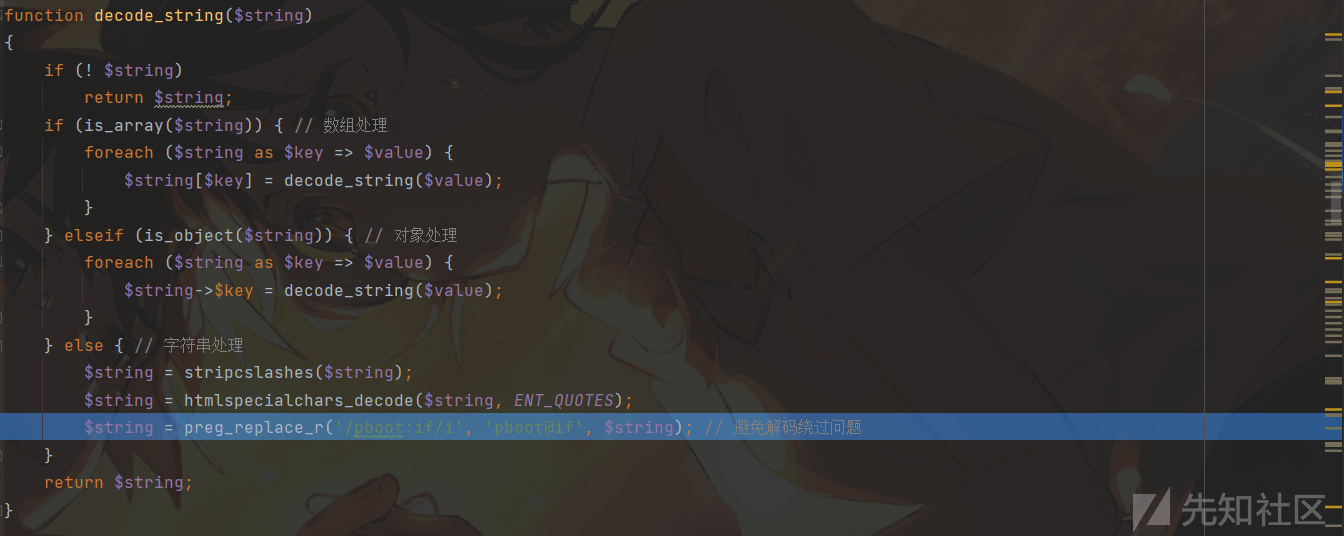 function decode_string($string)
{
    if (! $string)
        return $string;
    if (is_array($string)) { // 数组处理
        foreach ($string as $key => $value) {
            $string[$key] = decode_string($value);
        }
    } elseif (is_object($string)) { // 对象处理
        foreach ($string as $key => $value) {
            $string->$key = decode_string($value);
        }
    } else { // 字符串处理
        $string = stripcslashes($string);
        $string = htmlspecialchars_decode($string, ENT_QUOTES);
        $string = preg_replace_r('/pboot:if/i', 'pboot@if', $string); // 避免解码绕过问题
    }
    return $string;
}
先知社区